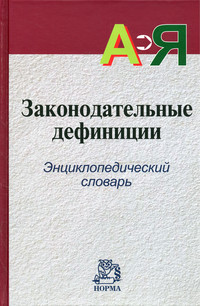 А-Я
Законодательные
дефиниции
Энциклопедический
словарь
НОРМА